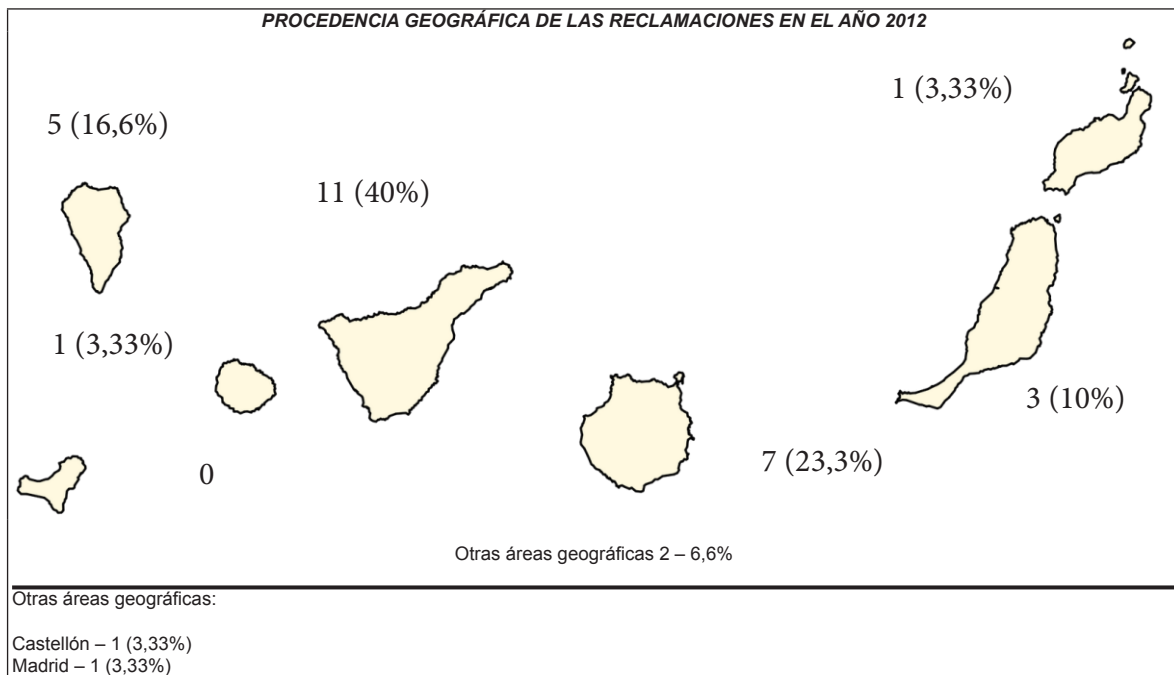 PROCEDENCIA GEOGRÁFICA DE LAS RECLAMACIONES EN EL AÑO 2012
1 (3,33%)
5 (16,6%)
11 (40%)
1 (3,33%)
3 (10%)
7 (23,3%)
0
Otras áreas geográficas 2 – 6,6%
Otras áreas geográficas:
Castellón – 1 (3,33%)
Madrid – 1 (3,33%)